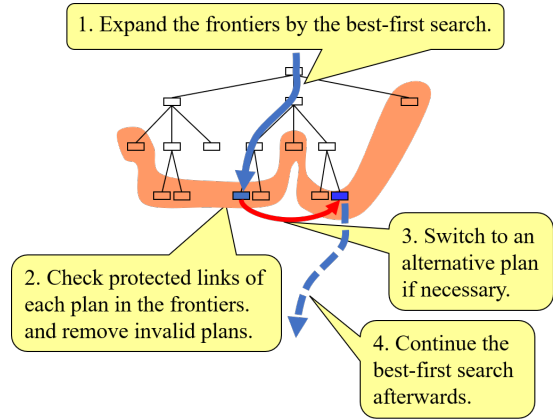 1. Expand the frontiers by the best-first search.
2. Check protected links of
each plan in the frontiers.
and remove invalid plans.
3. Switch to an
alternative plan
if necessary.
4. Continue the
best-first search
afterwards.